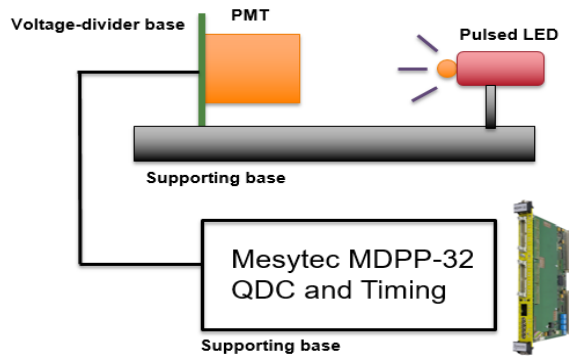 Voltage-divider base
PMT
Pulsed LED
Supporting base
Mesytec MDPP-32
QDC and Timing
Supporting base